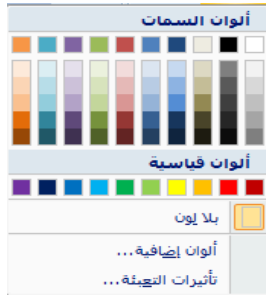 ألوان السمات
ألوان قياسية
بلا لون
ألوان إضافية...
تأثيرات التعبئة...